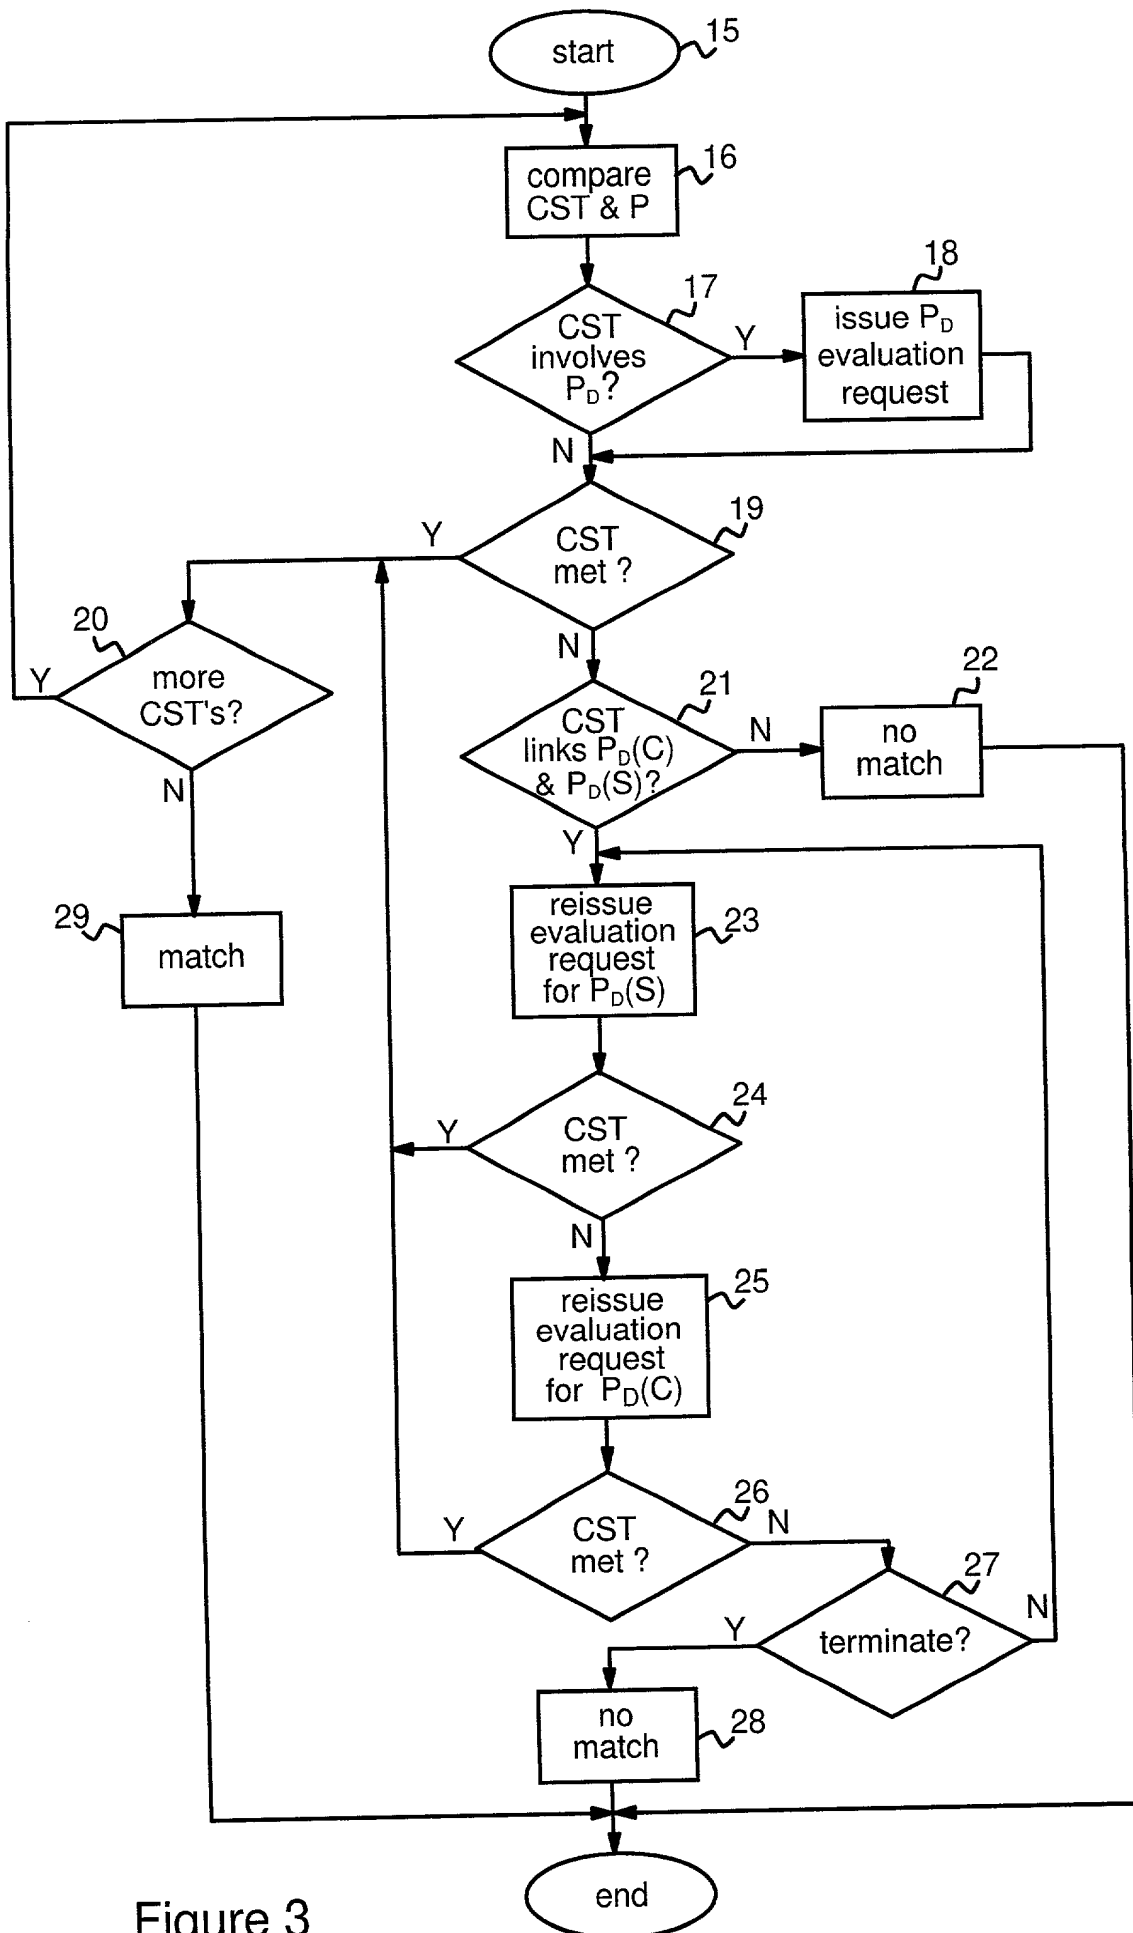 start
15
compare
CST & P
16
CST
involves
P_D?
17
Y
N
issue P_D
evaluation
request
18
CST
met ?
19
Y
N
more
CST's?
20
Y
N
CST
links P_D(C)
& P_D(S)?
21
N
Y
no
match
22
reissue
evaluation
request
for P_D(S)
23
match
29
CST
met ?
24
Y
N
reissue
evaluation
request
for P_D(C)
25
CST
met ?
26
Y
N
terminate?
27
Y
N
no
match
28
end
Figure 3